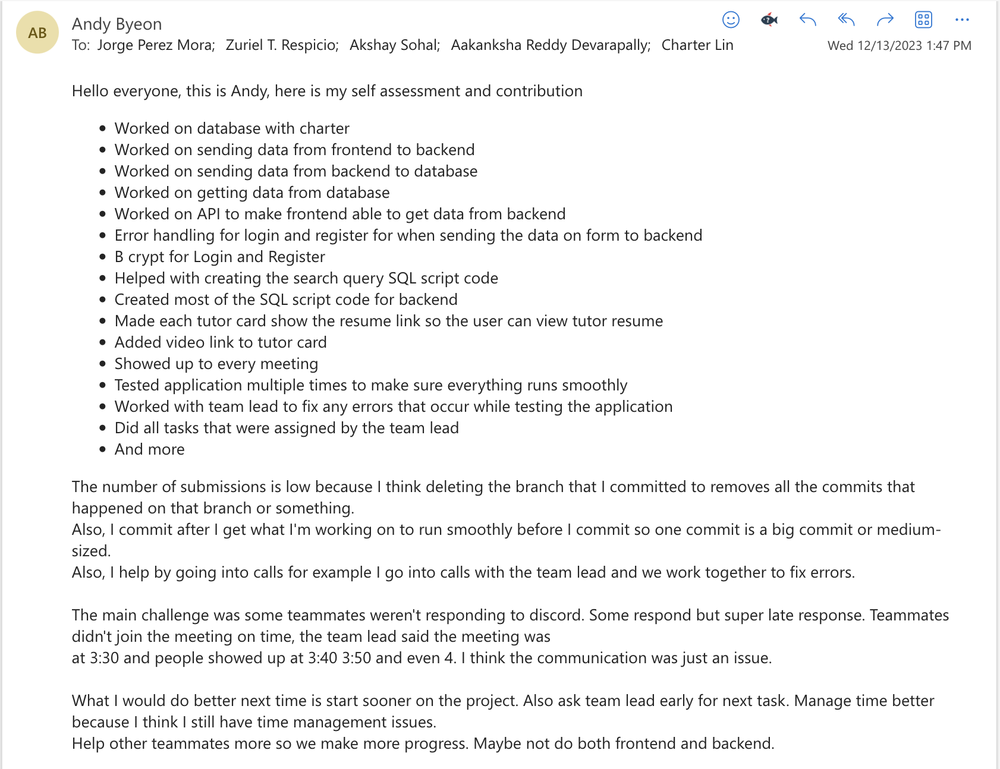 AB
Andy Byeon
To: Jorge Perez Mora; Zuriel T. Respicio; Akshay Sohal; Aakanksha Reddy Devarapally; Charter Lin
Wed 12/13/2023 1:47 PM
Hello everyone, this is Andy, here is my self assessment and contribution
• Worked on database with charter
• Worked on sending data from frontend to backend
• Worked on sending data from backend to database
• Worked on getting data from database
• Worked on API to make frontend able to get data from backend
• Error handling for login and register for when sending the data on form to backend
• B crypt for Login and Register
• Helped with creating the search query SQL script code
• Created most of the SQL script code for backend
• Made each tutor card show the resume link so the user can view tutor resume
• Added video link to tutor card
• Showed up to every meeting
• Tested application multiple times to make sure everything runs smoothly
• Worked with team lead to fix any errors that occur while testing the application
• Did all tasks that were assigned by the team lead
• And more
The number of submissions is low because I think deleting the branch that I committed to removes all the commits that
happened on that branch or something.
Also, I commit after I get what I'm working on to run smoothly before I commit so one commit is a big commit or medium-
sized.
Also, I help by going into calls for example I go into calls with the team lead and we work together to fix errors.
The main challenge was some teammates weren't responding to discord. Some respond but super late response. Teammates
didn't join the meeting on time, the team lead said the meeting was
at 3:30 and people showed up at 3:40 3:50 and even 4. I think the communication was just an issue.
What I would do better next time is start sooner on the project. Also ask team lead early for next task. Manage time better
because I think I still have time management issues.
Help other teammates more so we make more progress. Maybe not do both frontend and backend.